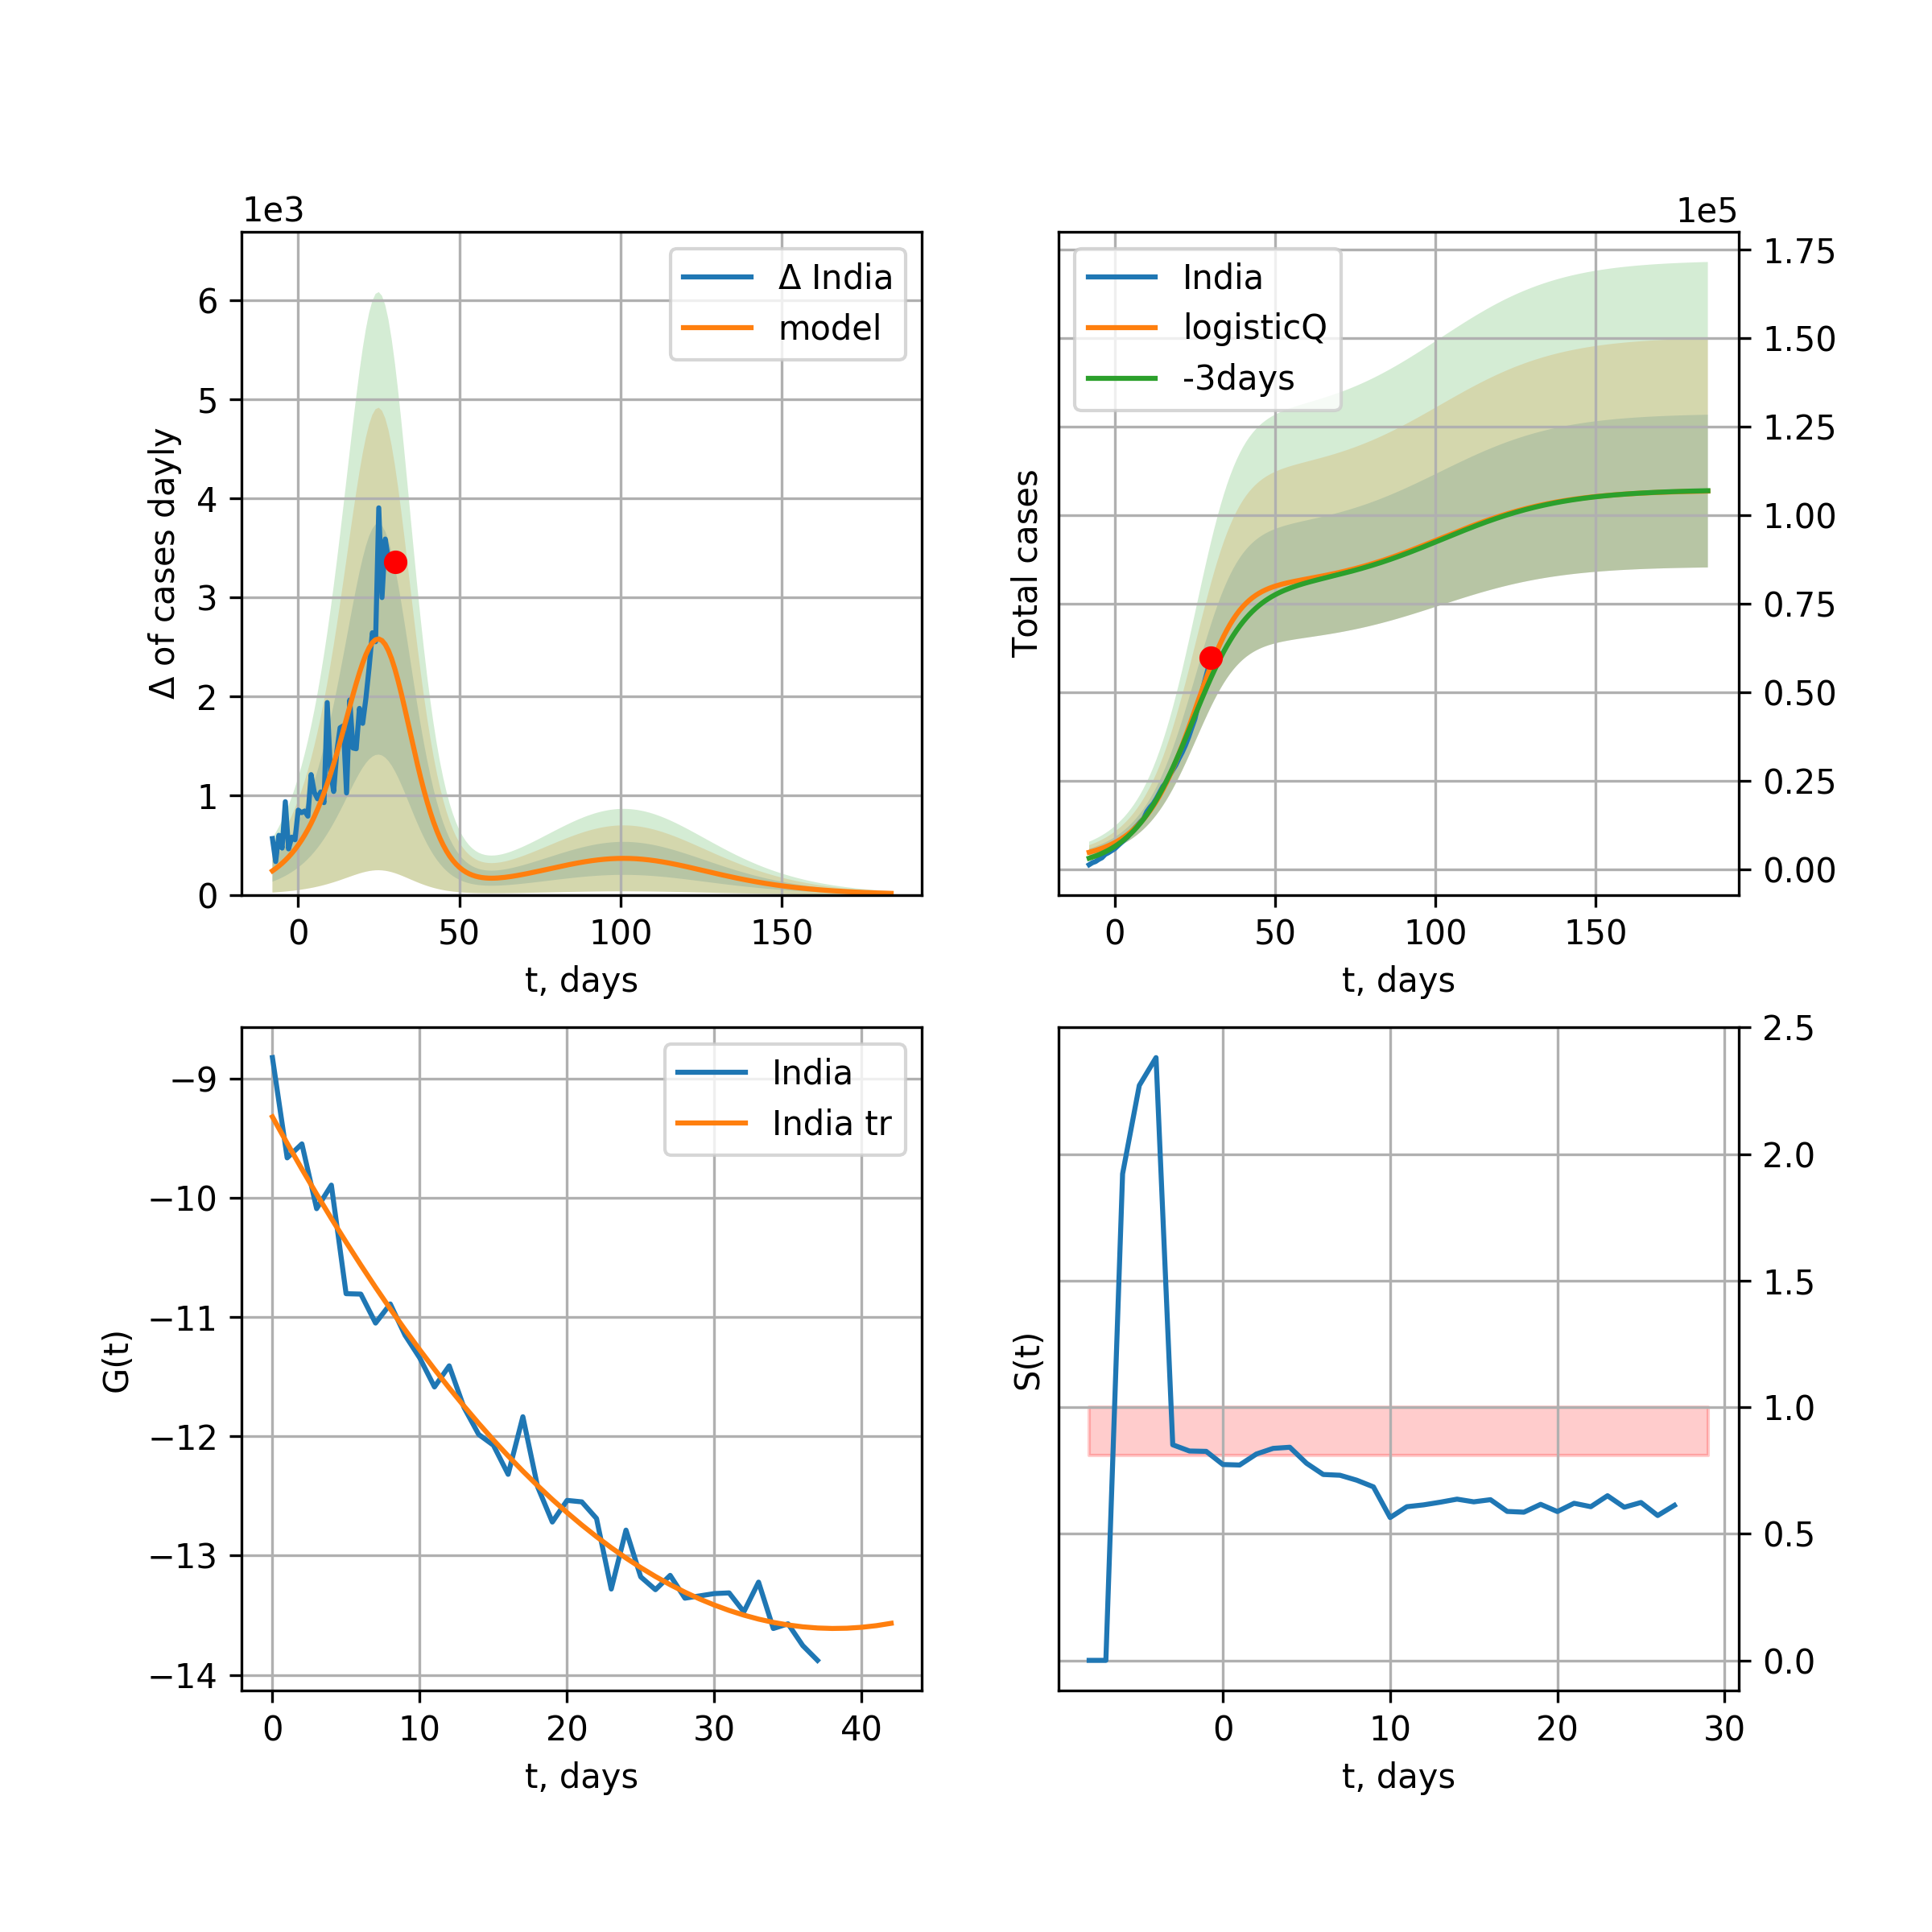 1e3
6
5
4
3
2
1
0
Δ of cases dayly
Δ India
model
0 50 100 150
t, days
1e5
1.75
1.50
1.25
1.00
0.75
0.50
0.25
0.00
Total cases
India
logisticQ
-3days
0 50 100 150
t, days
−9
−10
−11
−12
−13
−14
G(t)
India
India tr
0 10 20 30 40
t, days
2.5
2.0
1.5
1.0
0.5
0.0
S(t)
0 10 20 30
t, days